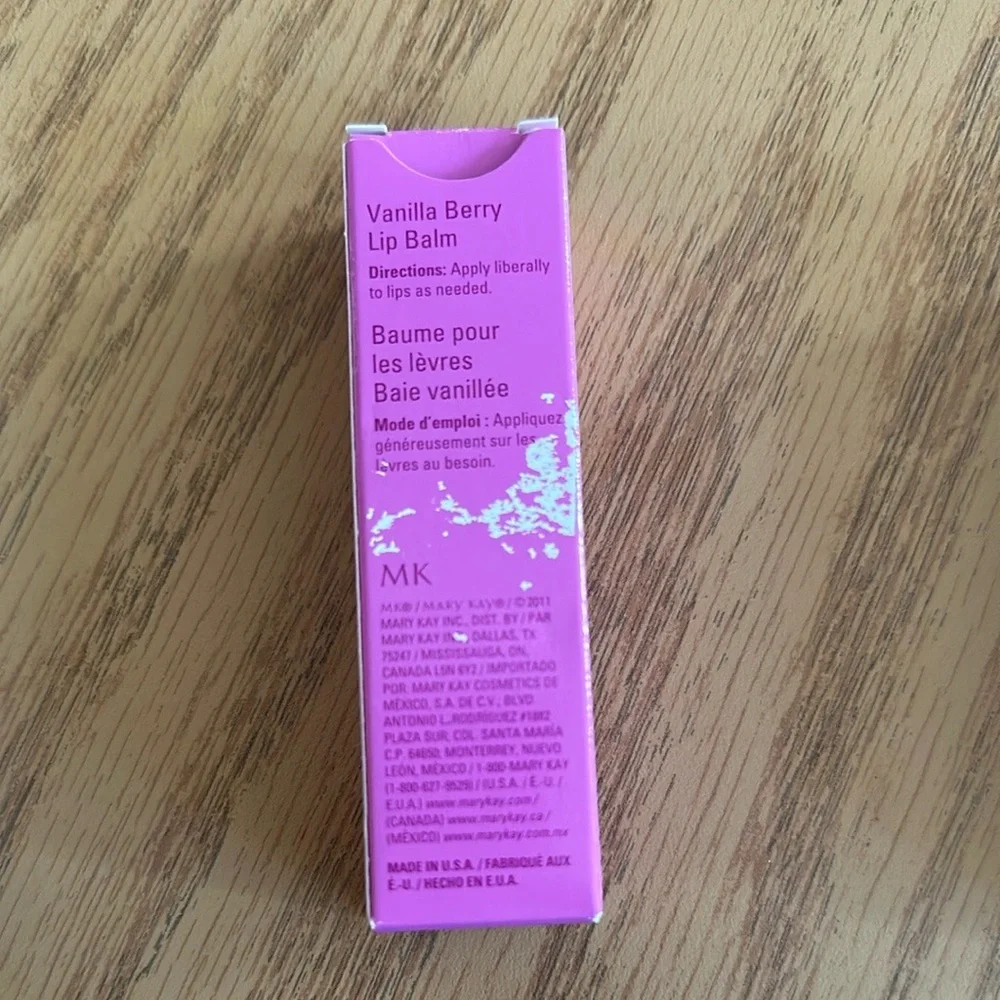 Vanilla Berry
Lip Balm
Directions: Apply liberally
to lips as needed.
Baume pour
les lèvres
Baie vanillée
Mode d'emploi : Appliquez
généreusement sur les
lèvres au besoin.
MK
MK® / MARY KAY® / © 2011
MARY KAY INC., DIST. BY / PAR
MARY KAY INC., DALLAS, TX
75247 / MISSISSAUGA, ON,
CANADA L5N 6Y2 / IMPORTADO
POR: MARY KAY COSMETICS DE
MÉXICO, S.A. DE C.V.; BLVD.
ANTONIO L. RODRÍGUEZ #1882
PLAZA SUR; COL. SANTA MARÍA
C.P. 64650; MONTERREY, NUEVO
LEÓN, MÉXICO / 1-800-MARY KAY
(1-800-627-9529) / (U.S.A. / É.-U. /
E.U.A.) www.marykay.com /
(CANADA) www.marykay.ca /
(MÉXICO) www.marykay.com.mx
MADE IN U.S.A. / FABRIQUÉ AUX
É.-U. / HECHO EN E.U.A.